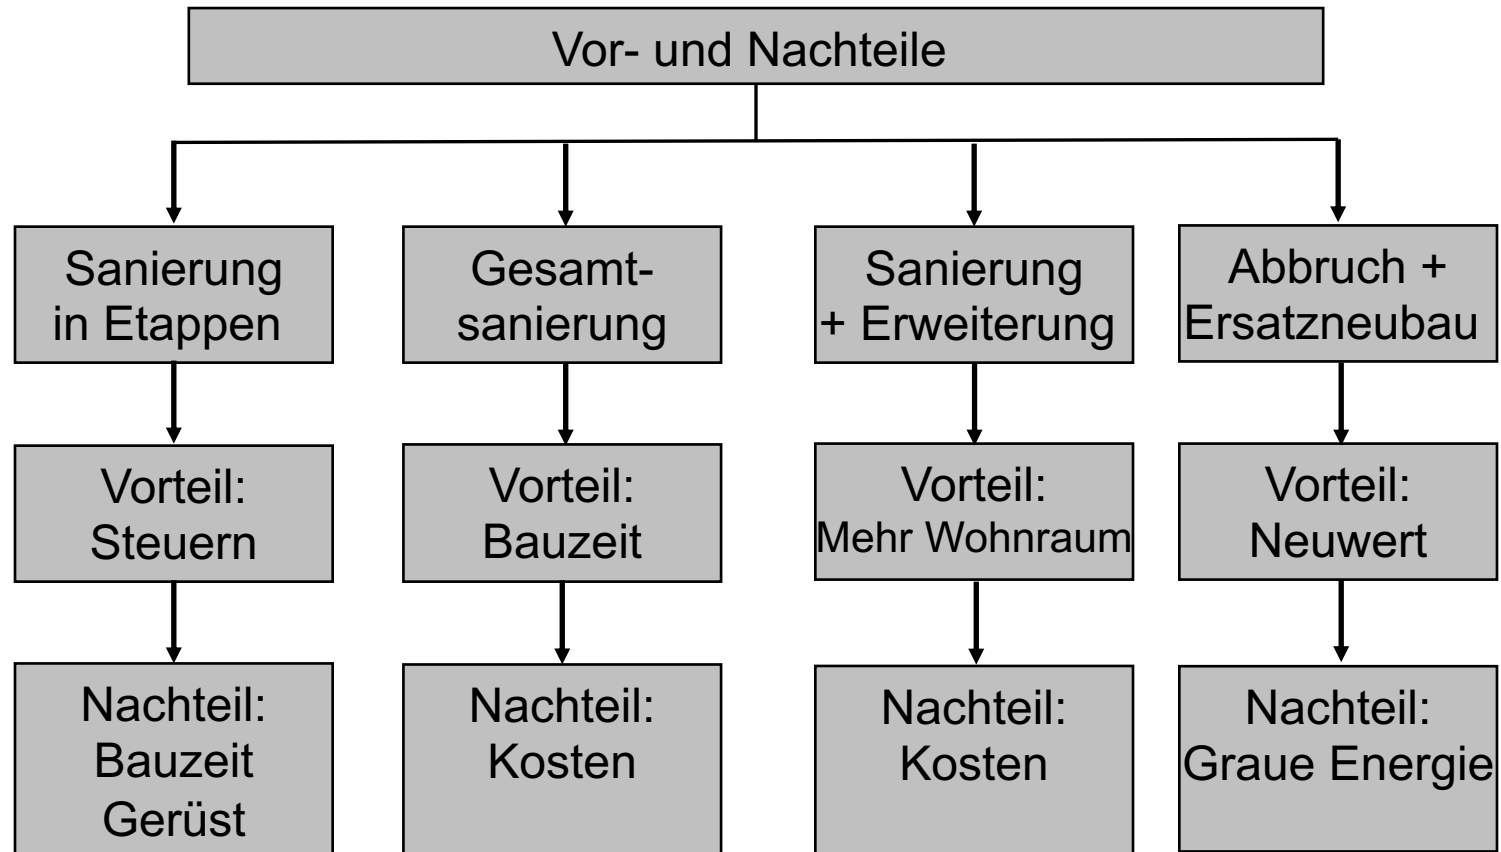 Vor- und Nachteile
Sanierung
in Etappen
Gesamt-
sanierung
Sanierung
+ Erweiterung
Abbruch +
Ersatzneubau
Vorteil:
Steuern
Vorteil:
Bauzeit
Vorteil:
Mehr Wohnraum
Vorteil:
Neuwert
Nachteil:
Bauzeit
Gerüst
Nachteil:
Kosten
Nachteil:
Kosten
Nachteil:
Graue Energie